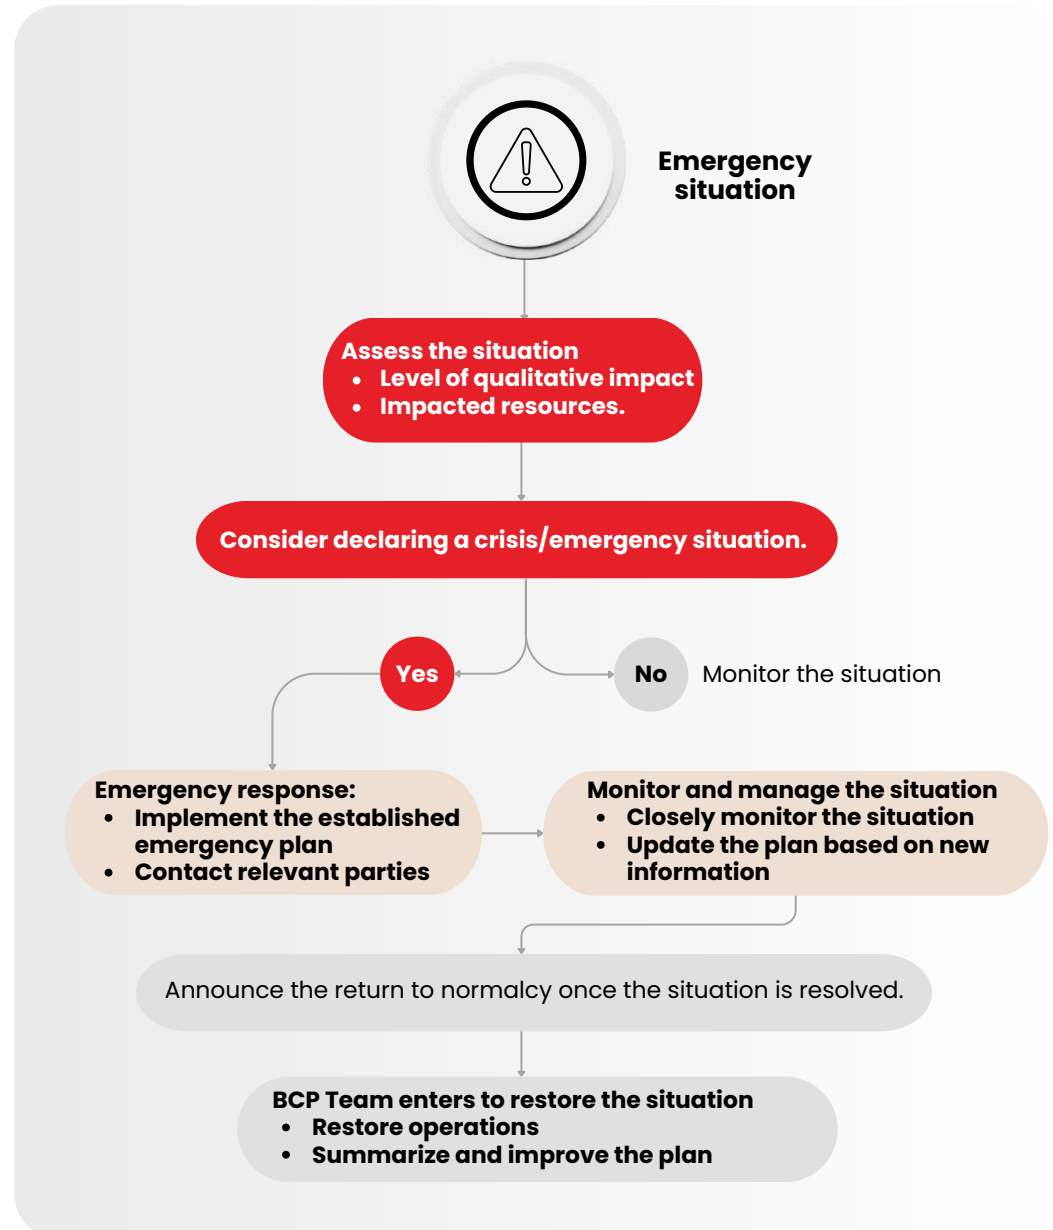 Emergency
situation
Assess the situation
• Level of qualitative impact
• Impacted resources.
Consider declaring a crisis/emergency situation.
Yes
No
Monitor the situation
Emergency response:
• Implement the established
emergency plan
• Contact relevant parties
Monitor and manage the situation
• Closely monitor the situation
• Update the plan based on new
information
Announce the return to normalcy once the situation is resolved.
BCP Team enters to restore the situation
• Restore operations
• Summarize and improve the plan